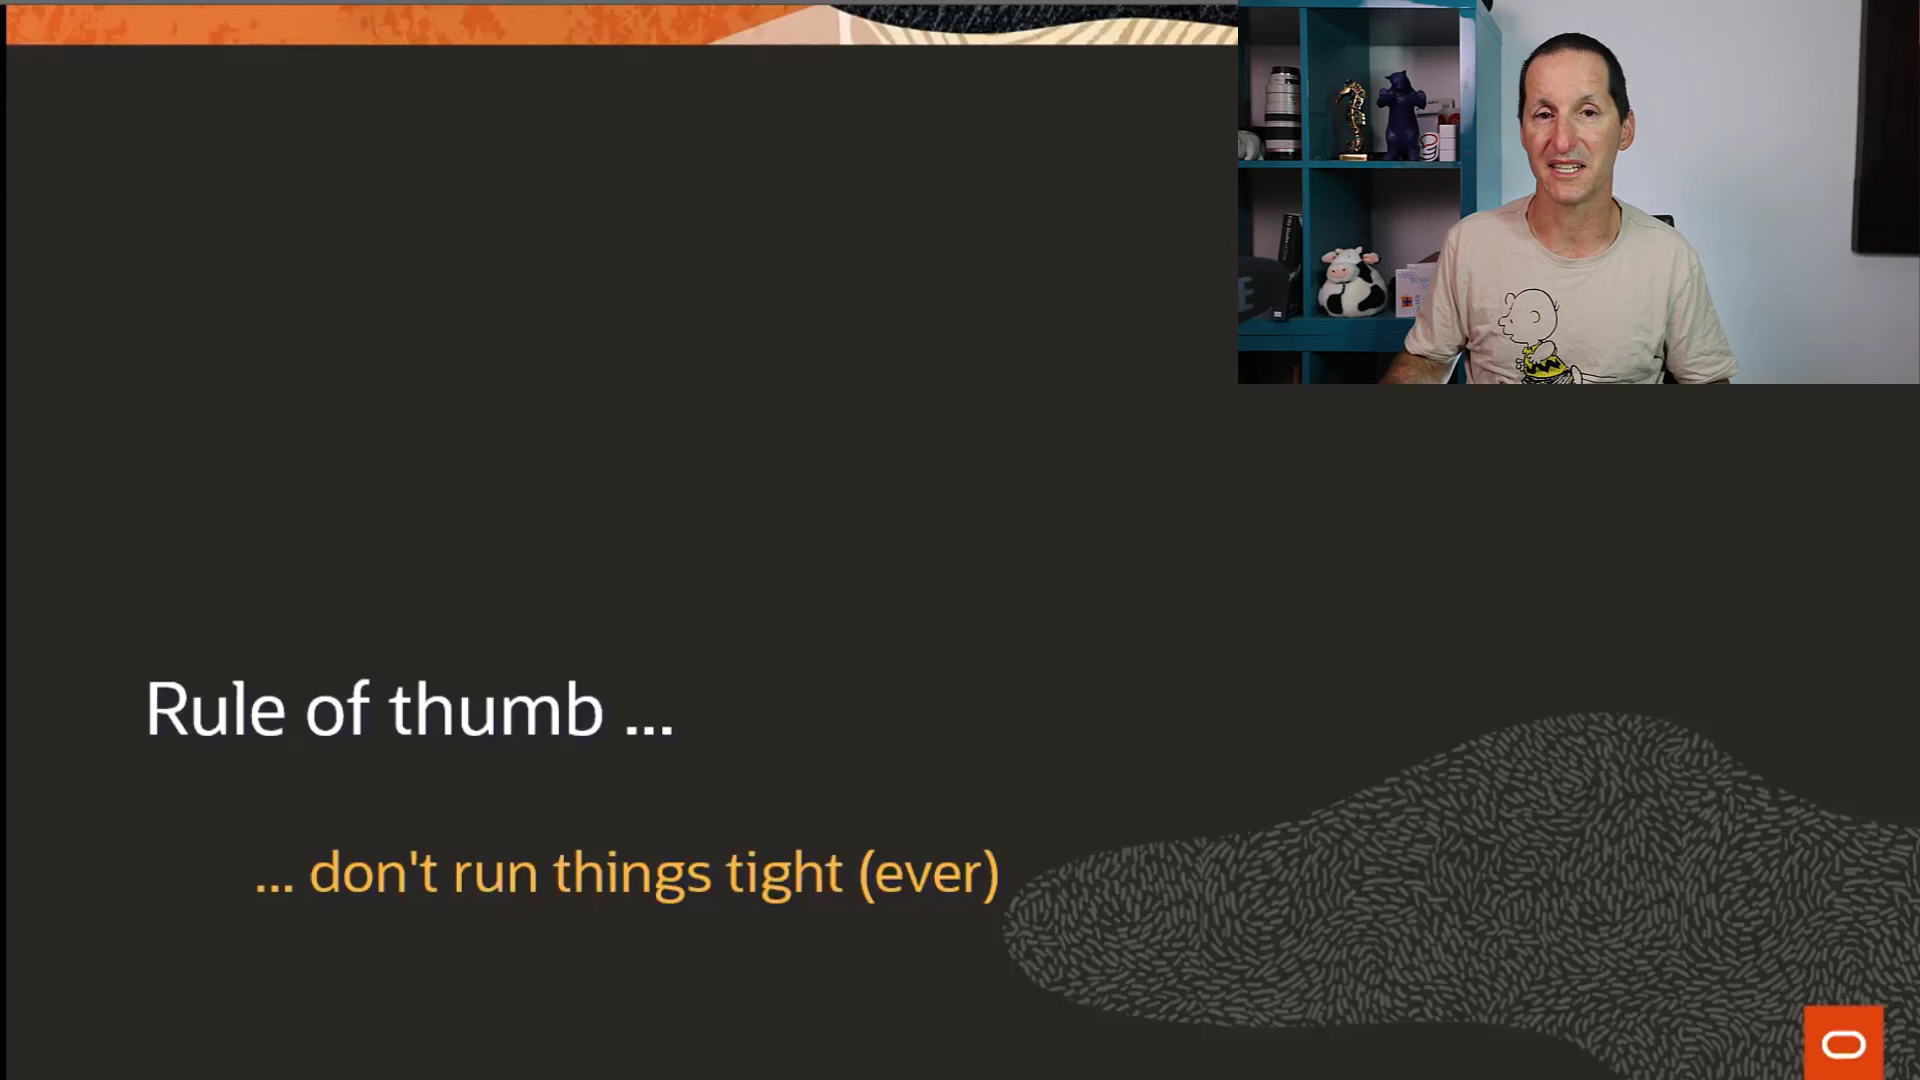 Rule of thumb ...
... don't run things tight (ever)